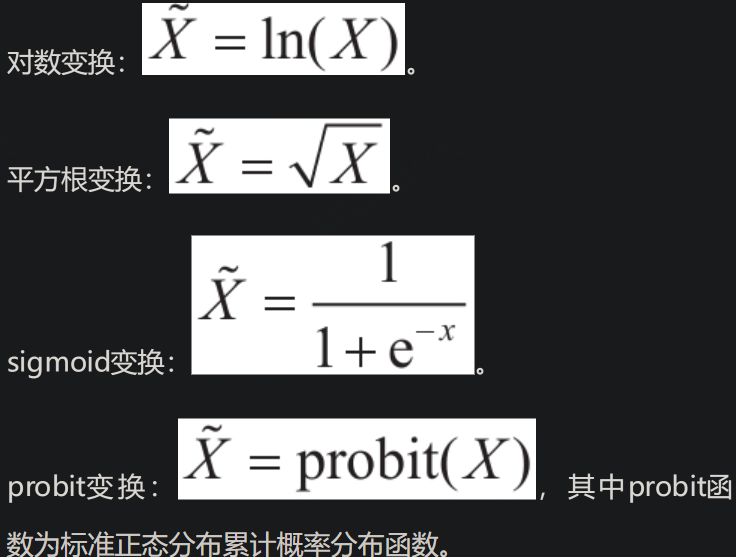 对数变换：X̃ = ln(X)。
平方根变换：X̃ = √X。
sigmoid变换：X̃ = 1/(1+e^{-x})。
probit变换：X̃ = probit(X)，其中probit函
数为标准正态分布累计概率分布函数。